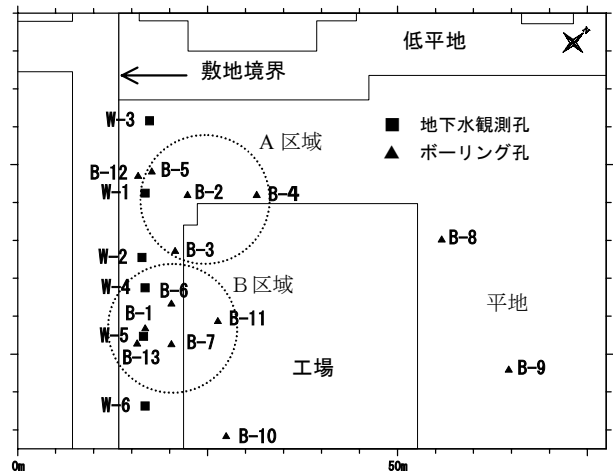 低平地
敷地境界
W-3
A区域
■ 地下水観測孔
▲ ボーリング孔
B-12
B-5
W-1
B-2
B-4
B-3
B-8
W-2
W-4
B区域
B-6
平地
B-1
B-11
W-5
B-7
B-13
工場
B-9
W-6
B-10
0m
50m